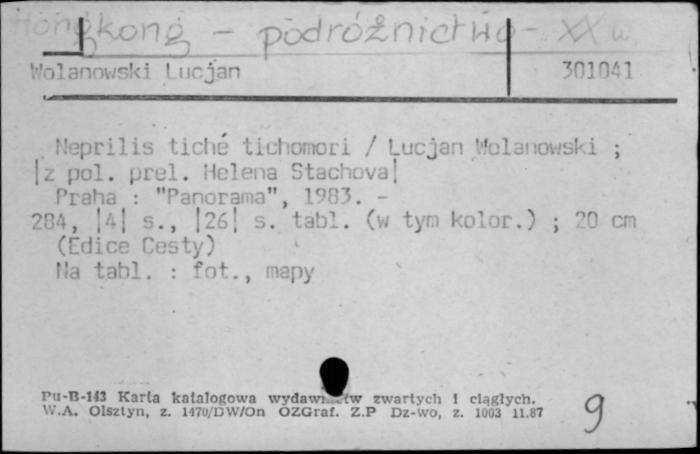 Hongkong - podróżnictwo - XX w.
Wolanowski Lucjan 301041
Neprilis tiché tichomori / Lucjan Wolanowski ;
|z pol. prel. Helena Stachova|
Praha : "Panorama", 1983. -
284, |4| s., |26| s. tabl. (w tym kolor.) ; 20 cm
(Edice Cesty)
Na tabl. : fot., mapy
Pu-B-143 Karta katalogowa wydawnictw zwartych i ciągłych.
W.A. Olsztyn, z. 1470/DW/On OZGraf. Z.P Dz-wo, z. 1003 11.87
9